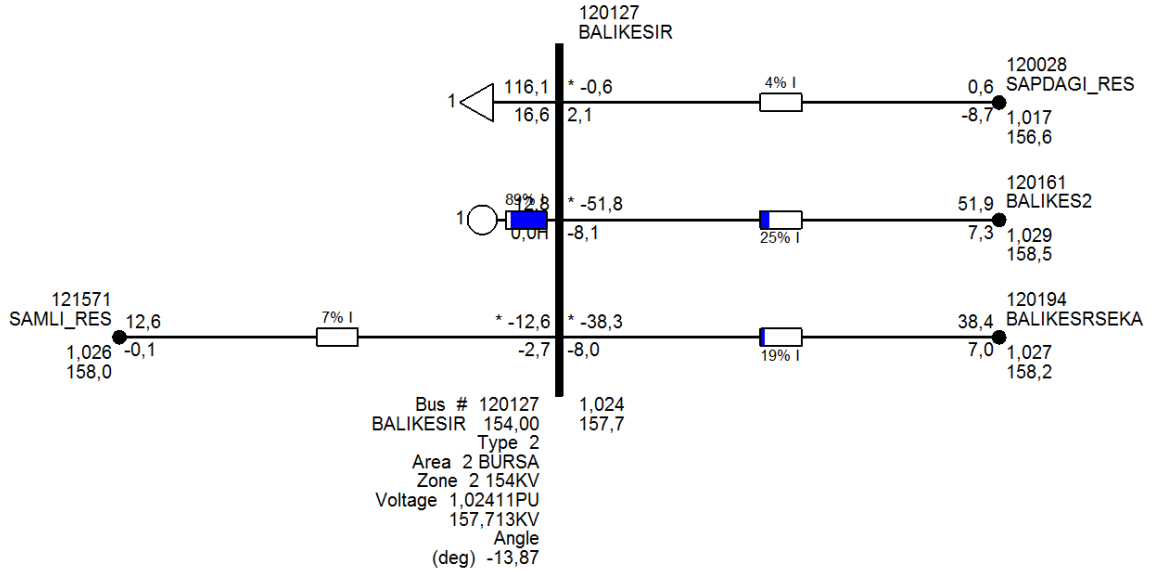 120127
BALIKESIR
1
116,1
16,6
* -0,6
2,1
4% I
0,6
-8,7
120028
SAPDAGI_RES
1,017
156,6
1
89% I
12,8
0,0H
* -51,8
-8,1
25% I
51,9
7,3
120161
BALIKES2
1,029
158,5
121571
SAMLI_RES
1,026
158,0
12,6
-0,1
7% I
* -12,6
-2,7
* -38,3
-8,0
19% I
38,4
7,0
120194
BALIKESRSEKA
1,027
158,2
Bus # 120127
BALIKESIR 154,00
Type 2
Area 2 BURSA
Zone 2 154KV
Voltage 1,02411PU
157,713KV
Angle
(deg) -13,87
1,024
157,7